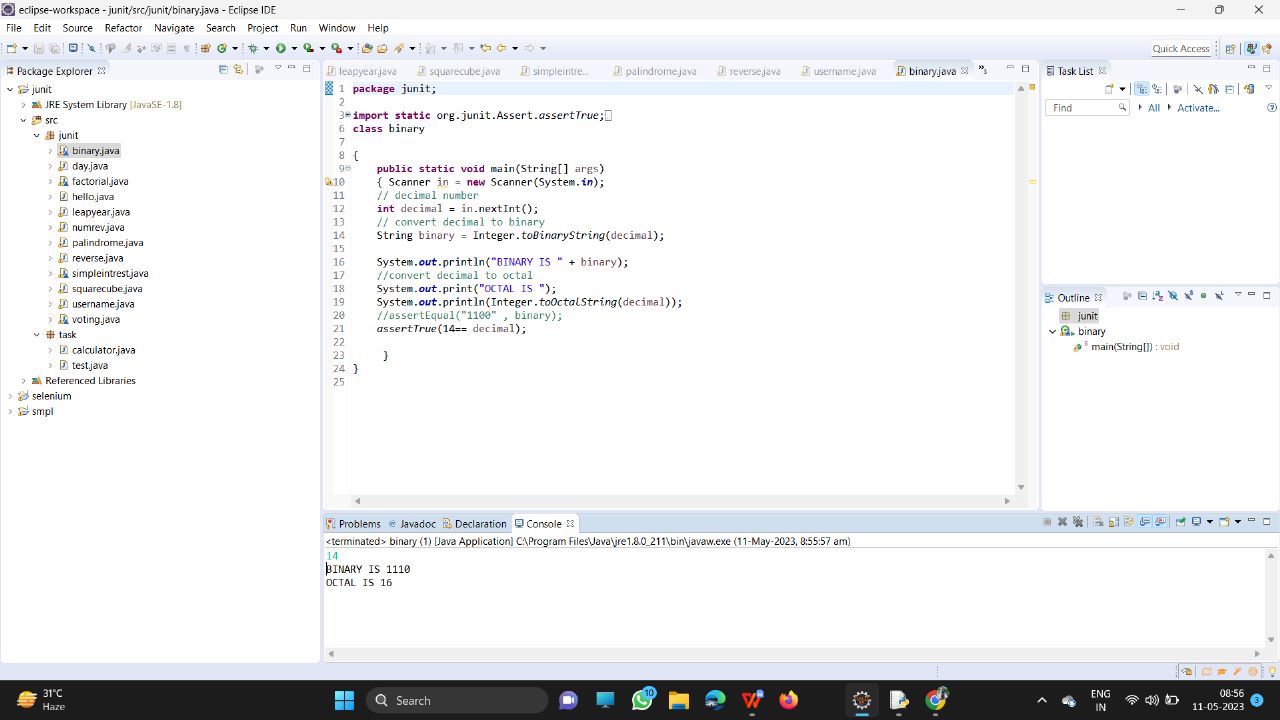 eclipse-workspace - junit/src/junit/binary.java - Eclipse IDE
File Edit Source Refactor Navigate Search Project Run Window Help
Quick Access
Package Explorer
junit
JRE System Library [JavaSE-1.8]
src
junit
binary.java
day.java
factorial.java
hello.java
leapyear.java
numrev.java
palindrome.java
reverse.java
simpleintrest.java
squarecube.java
username.java
voting.java
task
calculator.java
test.java
Referenced Libraries
selenium
smpl
leapyear.java squarecube.java simpleintre... palindrome.java reverse.java username.java binary.java »3
1 package junit;
2
3 import static org.junit.Assert.assertTrue;
6 class binary
7
8 {
9 public static void main(String[] args)
10 { Scanner in = new Scanner(System.in);
11 // decimal number
12 int decimal = in.nextInt();
13 // convert decimal to binary
14 String binary = Integer.toBinaryString(decimal);
15
16 System.out.println("BINARY IS " + binary);
17 //convert decimal to octal
18 System.out.print("OCTAL IS ");
19 System.out.println(Integer.toOctalString(decimal));
20 //assertEqual("1100" , binary);
21 assertTrue(14== decimal);
22
23 }
24 }
25
Task List
Find All Activate...
Outline
junit
binary
main(String[]) : void
Problems @ Javadoc Declaration Console
<terminated> binary (1) [Java Application] C:\Program Files\Java\jre1.8.0_211\bin\javaw.exe (11-May-2023, 8:55:57 am)
14
BINARY IS 1110
OCTAL IS 16
31°C
Haze
Search
10
ENG
IN
08:56
11-05-2023
3